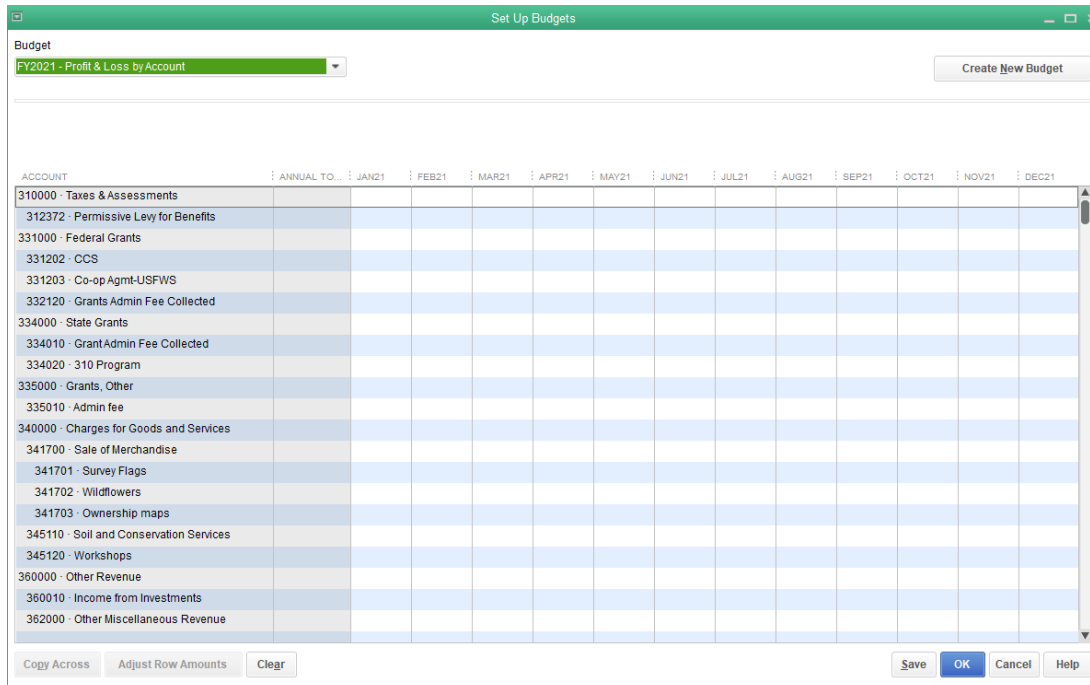 Set Up Budgets
Budget
FY2021 - Profit & Loss by Account
Create New Budget
ACCOUNT ANNUAL TO... JAN21 FEB21 MAR21 APR21 MAY21 JUN21 JUL21 AUG21 SEP21 OCT21 NOV21 DEC21
310000 · Taxes & Assessments
312372 · Permissive Levy for Benefits
331000 · Federal Grants
331202 · CCS
331203 · Co-op Agmt-USFWS
332120 · Grants Admin Fee Collected
334000 · State Grants
334010 · Grant Admin Fee Collected
334020 · 310 Program
335000 · Grants, Other
335010 · Admin fee
340000 · Charges for Goods and Services
341700 · Sale of Merchandise
341701 · Survey Flags
341702 · Wildflowers
341703 · Ownership maps
345110 · Soil and Conservation Services
345120 · Workshops
360000 · Other Revenue
360010 · Income from Investments
362000 · Other Miscellaneous Revenue
Copy Across Adjust Row Amounts Clear Save OK Cancel Help